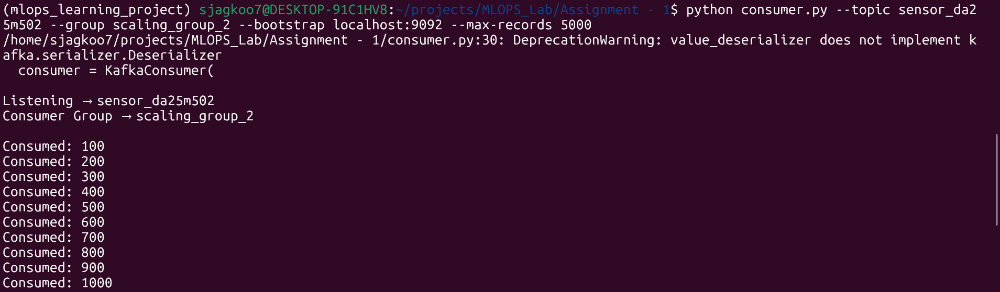 (mlops_learning_project) sjagkoo7@DESKTOP-91C1HV8:~/projects/MLOPS_Lab/Assignment - 1$ python consumer.py --topic sensor_da2
5m502 --group scaling_group_2 --bootstrap localhost:9092 --max-records 5000
/home/sjagkoo7/projects/MLOPS_Lab/Assignment - 1/consumer.py:30: DeprecationWarning: value_deserializer does not implement k
afka.serializer.Deserializer
  consumer = KafkaConsumer(

Listening → sensor_da25m502
Consumer Group → scaling_group_2

Consumed: 100
Consumed: 200
Consumed: 300
Consumed: 400
Consumed: 500
Consumed: 600
Consumed: 700
Consumed: 800
Consumed: 900
Consumed: 1000